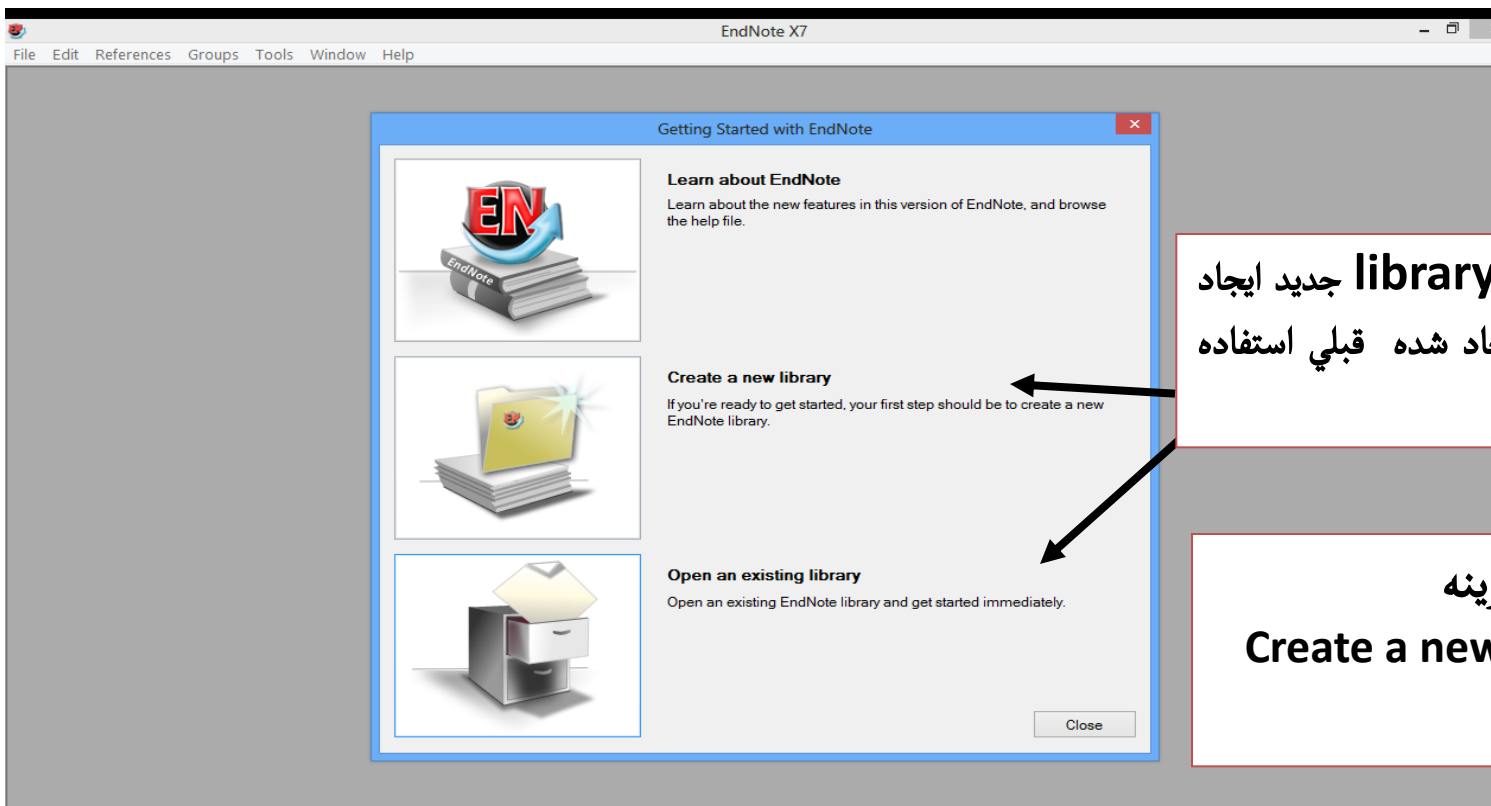 EndNote X7
File Edit References Groups Tools Window Help
Getting Started with EndNote
EN
EndNote
Learn about EndNote
Learn about the new features in this version of EndNote, and browse
the help file.
Create a new library
If you're ready to get started, your first step should be to create a new
EndNote library.
Open an existing library
Open an existing EndNote library and get started immediately.
Close
library جديد ايجاد
شده قبلي استفاده
Create a new